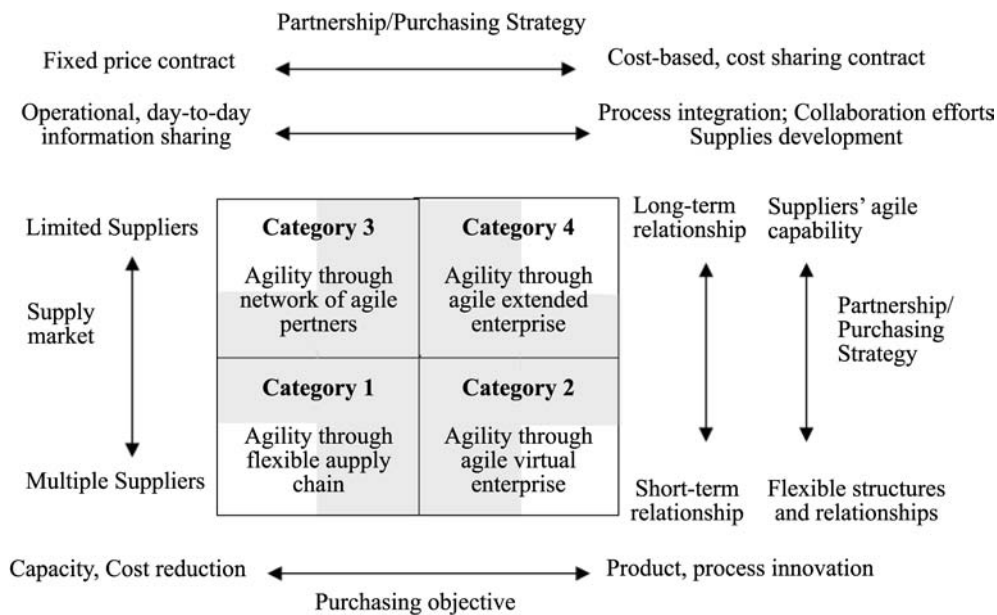 Partnership/Purchasing Strategy
Fixed price contract
Cost-based, cost sharing contract
Operational, day-to-day
information sharing
Process integration; Collaboration efforts
Supplies development
Limited Suppliers
Supply
market
Multiple Suppliers
Category 3
Agility through
network of agile
pertners
Category 4
Agility through
agile extended
enterprise
Category 1
Agility through
flexible aupply
chain
Category 2
Agility through
agile virtual
enterprise
Long-term
relationship
Suppliers’ agile
capability
Partnership/
Purchasing
Strategy
Short-term
relationship
Flexible structures
and relationships
Capacity, Cost reduction
Product, process innovation
Purchasing objective